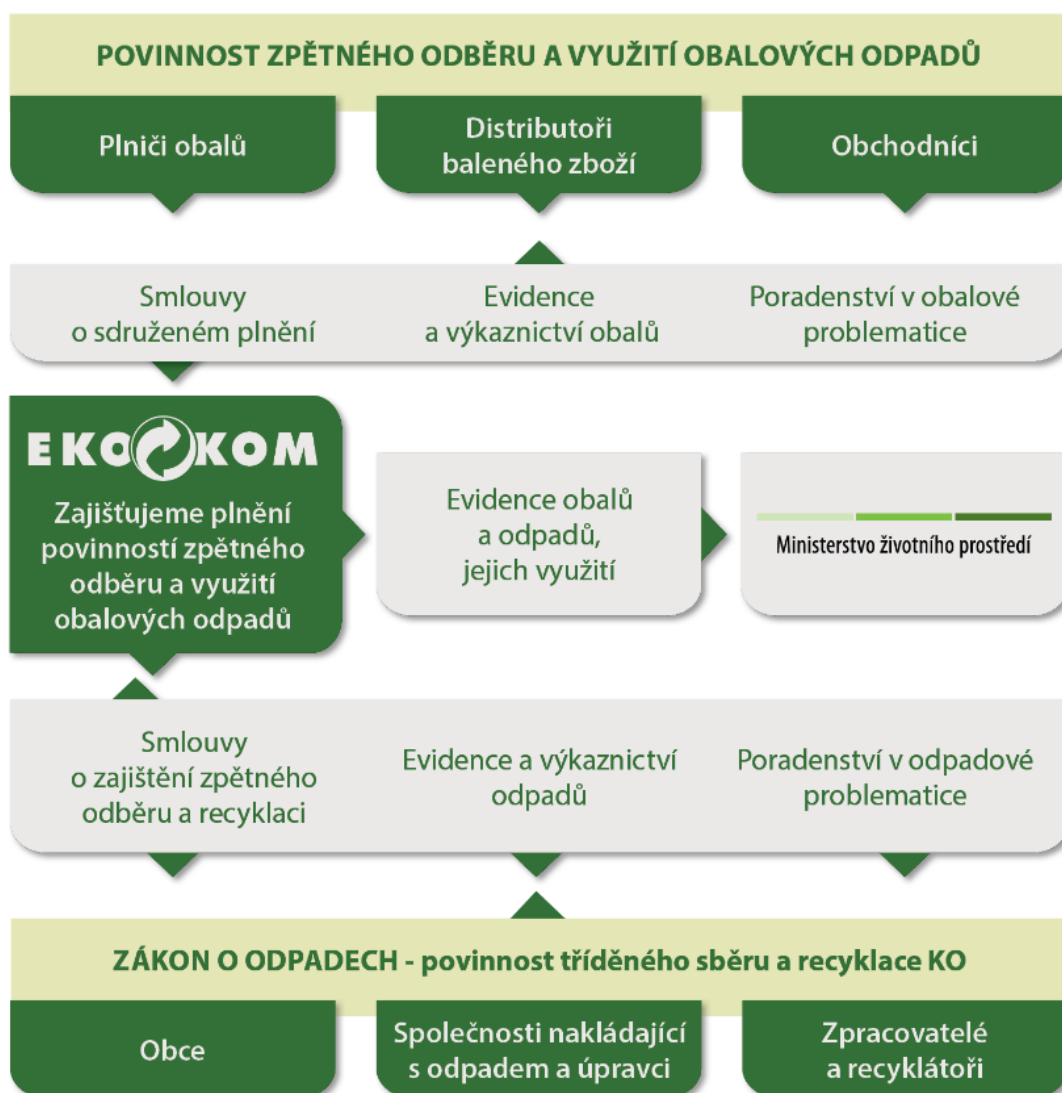 POVINNOST ZPĚTNÉHO ODBĚRU A VYUŽITÍ OBALOVÝCH ODPADŮ
Plniči obalů
Distributoři
baleného zboží
Obchodníci
Smlouvy
o sdruženém plnění
Evidence
a výkaznictví obalů
Poradenství v obalové
problematice
EKO KOM
Zajišťujeme plnění
povinností zpětného
odběru a využití
obalových odpadů
Evidence obalů
a odpadů,
jejich využití
Ministerstvo životního prostředí
Smlouvy
o zajištění zpětného
odběru a recyklaci
Evidence a výkaznictví
odpadů
Poradenství v odpadové
problematice
ZÁKON O ODPADECH - povinnost tříděného sběru a recyklace KO
Obce
Společnosti nakládající
s odpadem a úpravci
Zpracovatelé
a recyklátoři